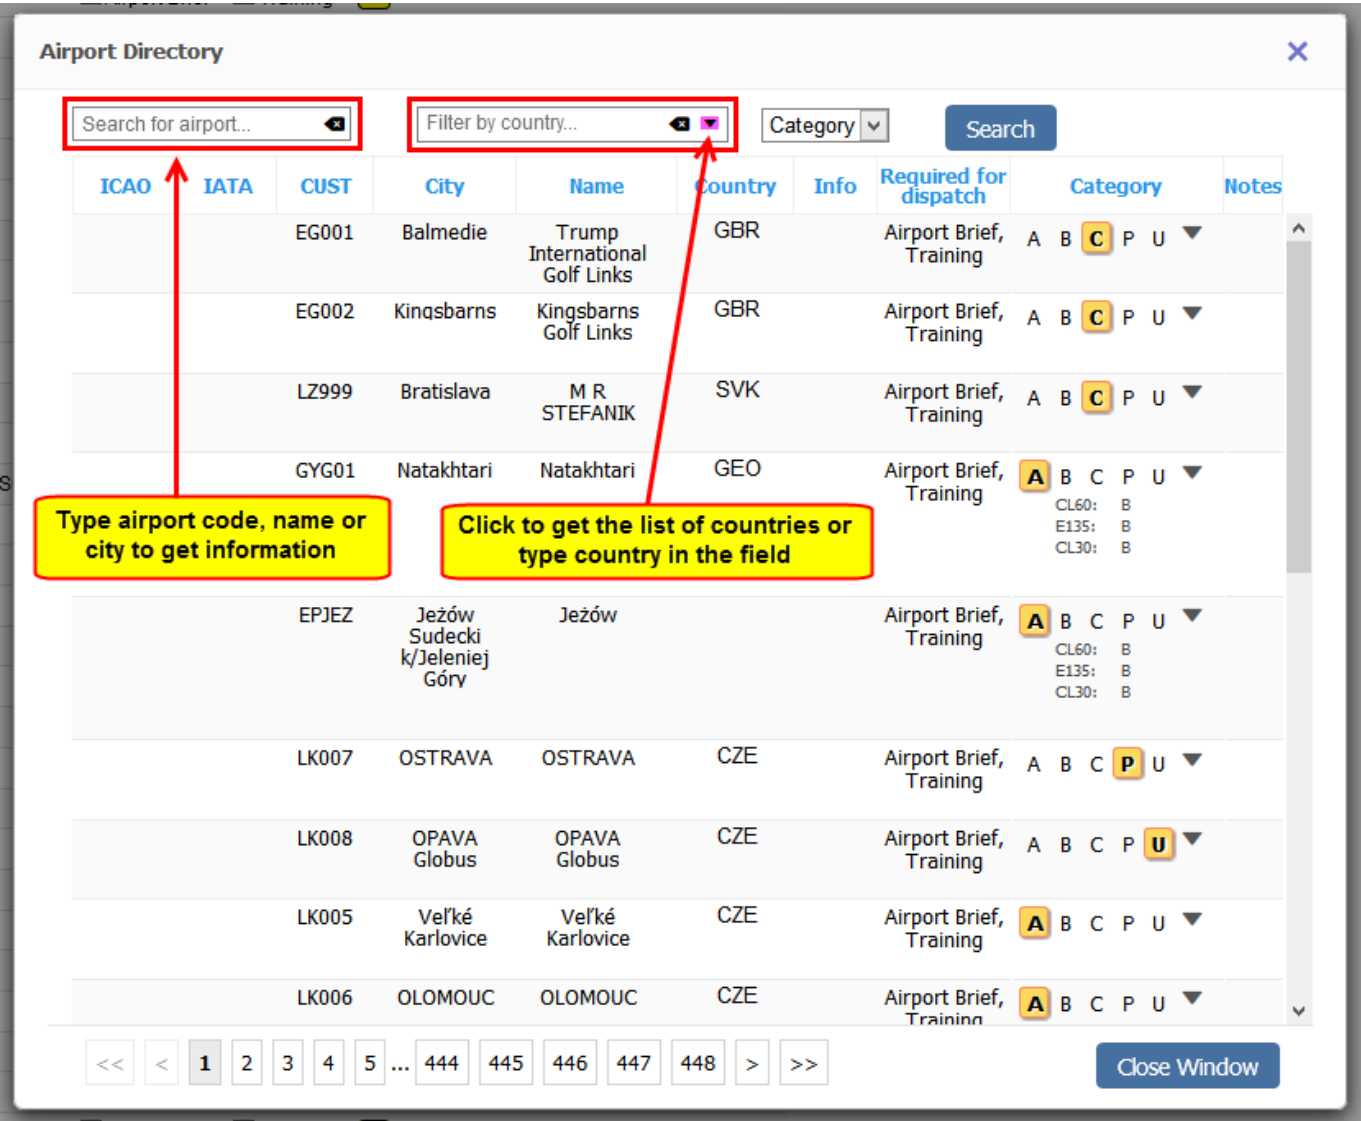 Airport Directory
Search for airport...
Filter by country...
Category
Search
ICAO IATA CUST City Name Country Info Required for dispatch Category Notes
EG001 Balmedie Trump International Golf Links GBR Airport Brief, Training A B C P U
EG002 Kingsbarns Kingsbarns Golf Links GBR Airport Brief, Training A B C P U
LZ999 Bratislava M R STEFANIK SVK Airport Brief, Training A B C P U
GYG01 Natakhtari Natakhtari GEO Airport Brief, Training A B C P U
CL60: B
E135: B
CL30: B
Type airport code, name or
city to get information
Click to get the list of countries or
type country in the field
EPJEZ Jeżów Sudecki k/Jeleniej Góry Jeżów Airport Brief, Training A B C P U
CL60: B
E135: B
CL30: B
LK007 OSTRAVA OSTRAVA CZE Airport Brief, Training A B C P U
LK008 OPAVA Globus OPAVA Globus CZE Airport Brief, Training A B C P U
LK005 Veľké Karlovice Veľké Karlovice CZE Airport Brief, Training A B C P U
LK006 OLOMOUC OLOMOUC CZE Airport Brief, Training A B C P U
<< < 1 2 3 4 5 ... 444 445 446 447 448 > >>
Close Window